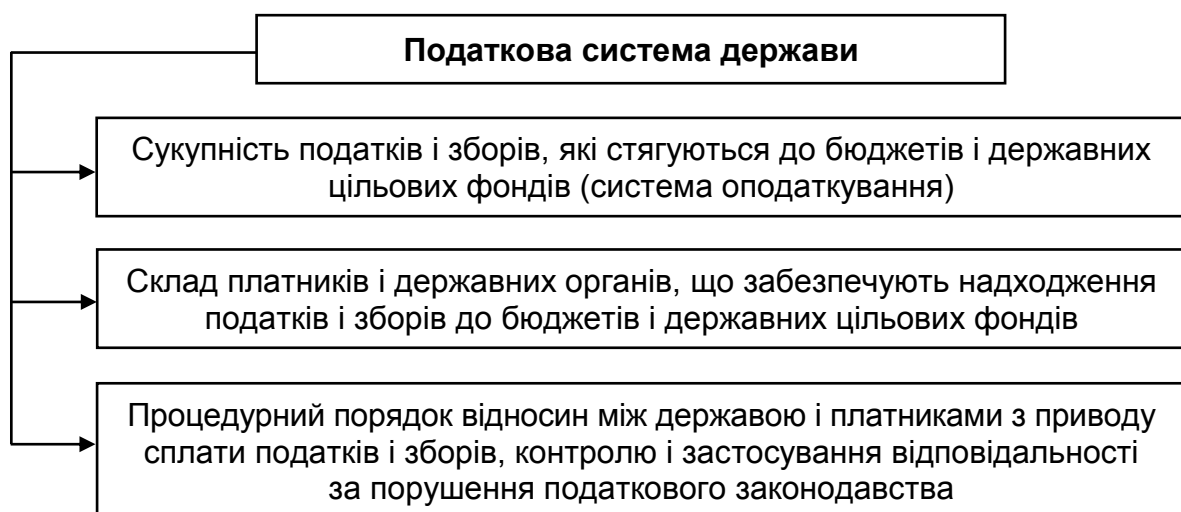 Податкова система держави
Сукупність податків і зборів, які стягуються до бюджетів і державних
цільових фондів (система оподаткування)
Склад платників і державних органів, що забезпечують надходження
податків і зборів до бюджетів і державних цільових фондів
Процедурний порядок відносин між державою і платниками з приводу
сплати податків і зборів, контролю і застосування відповідальності
за порушення податкового законодавства